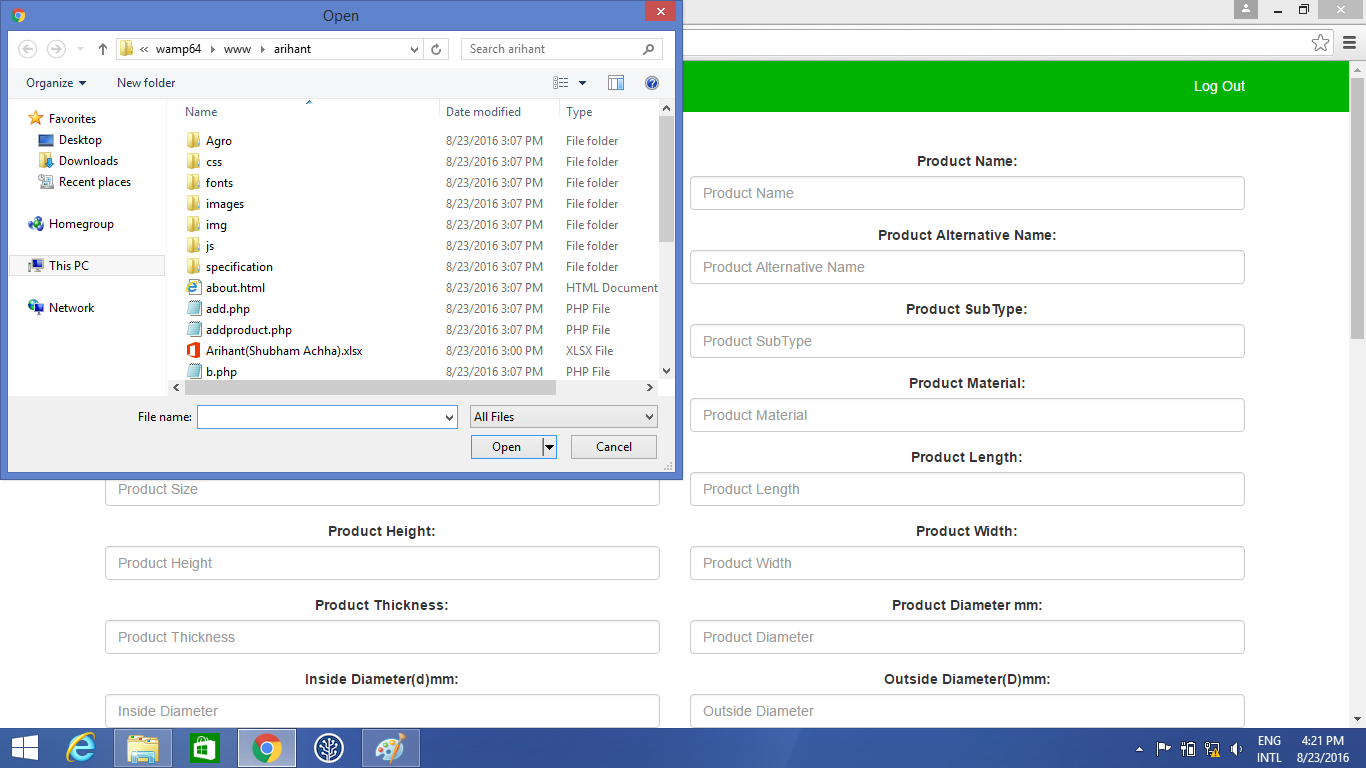 Open
wamp64 www arihant
Search arihant
Organize
New folder
Favorites
Desktop
Downloads
Recent places
Homegroup
This PC
Network
Name Date modified Type
Agro 8/23/2016 3:07 PM File folder
css 8/23/2016 3:07 PM File folder
fonts 8/23/2016 3:07 PM File folder
images 8/23/2016 3:07 PM File folder
img 8/23/2016 3:07 PM File folder
js 8/23/2016 3:07 PM File folder
specification 8/23/2016 3:07 PM File folder
about.html 8/23/2016 3:07 PM HTML Document
add.php 8/23/2016 3:07 PM PHP File
addproduct.php 8/23/2016 3:07 PM PHP File
Arihant(Shubham Achha).xlsx 8/23/2016 3:00 PM XLSX File
b.php 8/23/2016 3:07 PM PHP File
File name:
All Files
Open
Cancel
Log Out
Product Name:
Product Name
Product Alternative Name:
Product Alternative Name
Product SubType:
Product SubType
Product Material:
Product Material
Product Length:
Product Size
Product Length
Product Height:
Product Width:
Product Height
Product Width
Product Thickness:
Product Diameter mm:
Product Thickness
Product Diameter
Inside Diameter(d)mm:
Outside Diameter(D)mm:
Inside Diameter
Outside Diameter
ENG
INTL
4:21 PM
8/23/2016